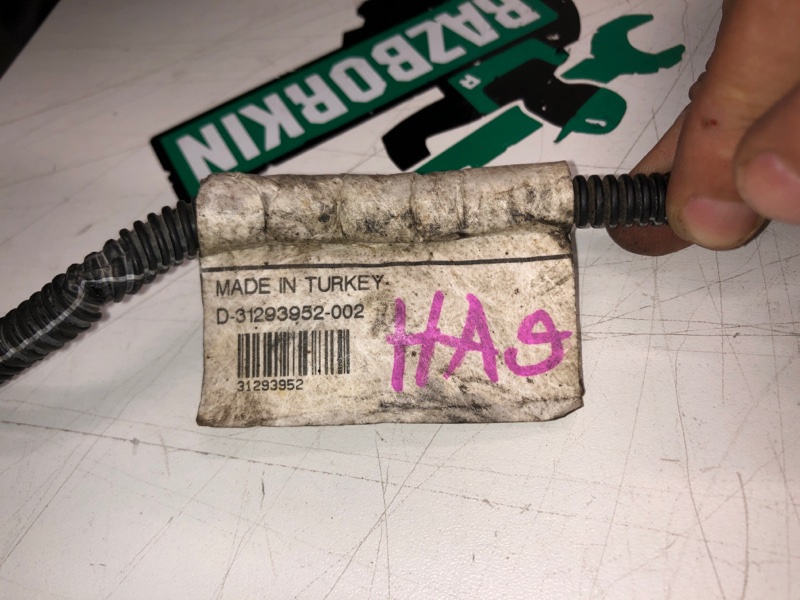 RAZBORKIN
R
MADE IN TURKEY
D-31293952-002
31293952
HA9